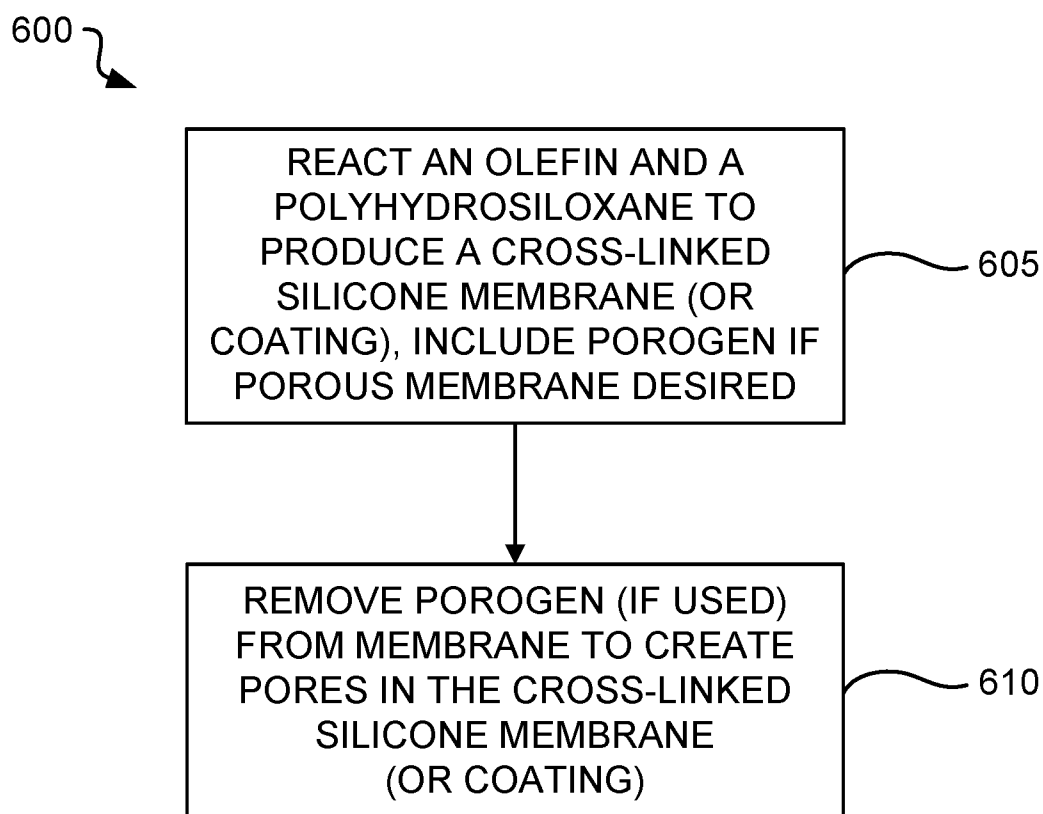 600
REACT AN OLEFIN AND A
POLYHYDROSILOXANE TO
PRODUCE A CROSS-LINKED
SILICONE MEMBRANE (OR
COATING), INCLUDE POROGEN IF
POROUS MEMBRANE DESIRED
605
REMOVE POROGEN (IF USED)
FROM MEMBRANE TO CREATE
PORES IN THE CROSS-LINKED
SILICONE MEMBRANE
(OR COATING)
610